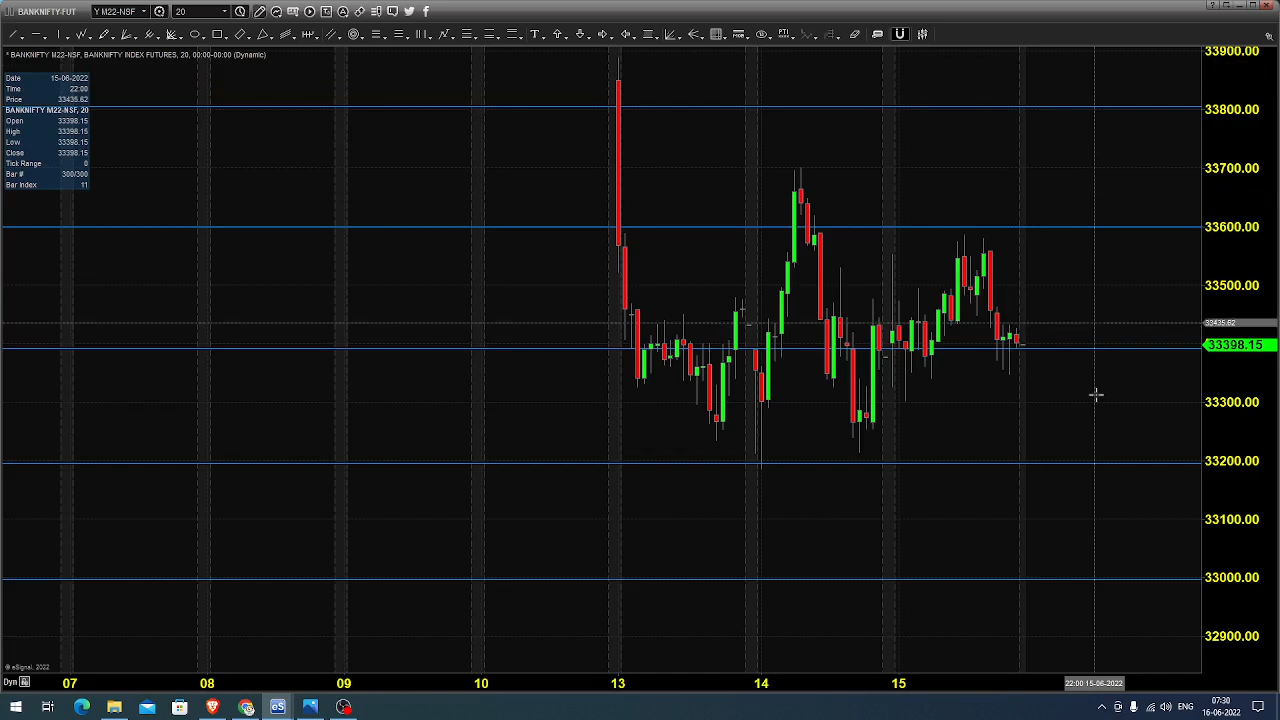 BANKNIFTY-FUT
Y M22-NSF
20
* BANKNIFTY M22-NSF, BANKNIFTY INDEX FUTURES, 20, 00:00-00:00 (Dynamic)
Date 15-06-2022
Time 22:00
Price 33435.62
BANKNIFTY M22-NSF, 20
Open 33398.15
High 33398.15
Low 33398.15
Close 33398.15
Tick Range 0
Bar # 300/300
Bar Index 11
33900.00
33800.00
33700.00
33600.00
33500.00
33435.62
33398.15
33300.00
33200.00
33100.00
33000.00
32900.00
© eSignal, 2022
Dyn
07 08 09 10 13 14 15
22:00 15-06-2022
eS
ENG
07:30
16-06-2022